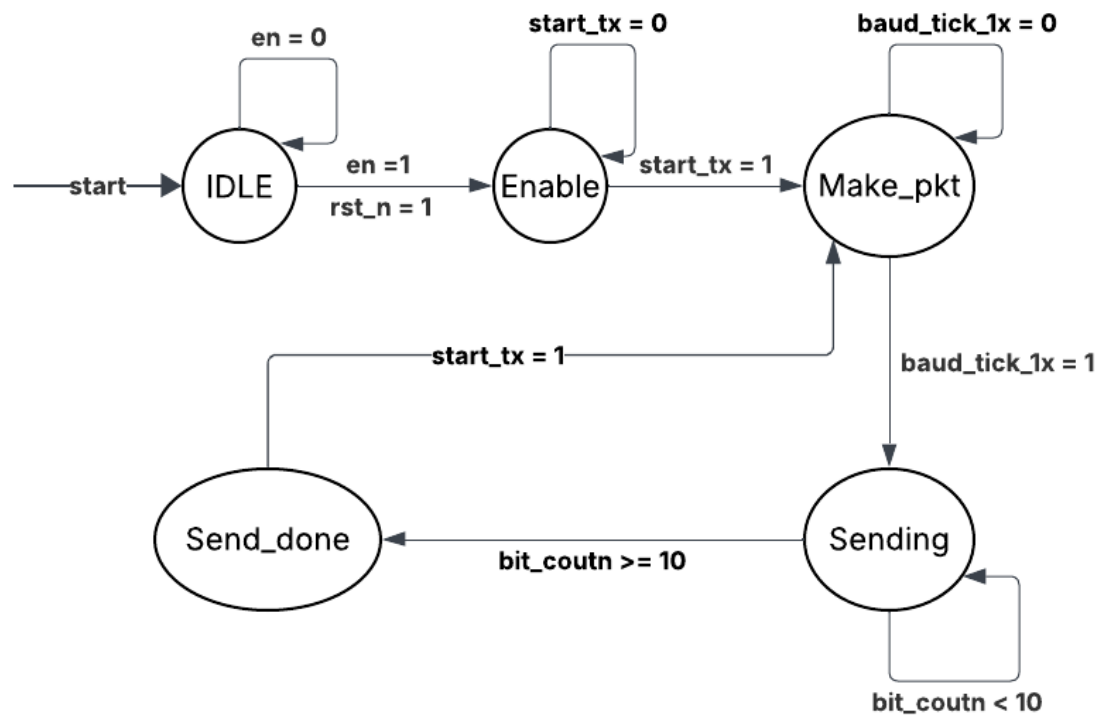 start_tx = 0
baud_tick_1x = 0
en = 0
en =1
start_tx = 1
start
IDLE
Enable
Make_pkt
rst_n = 1
start_tx = 1
baud_tick_1x = 1
Send_done
Sending
bit_coutn >= 10
bit_coutn < 10